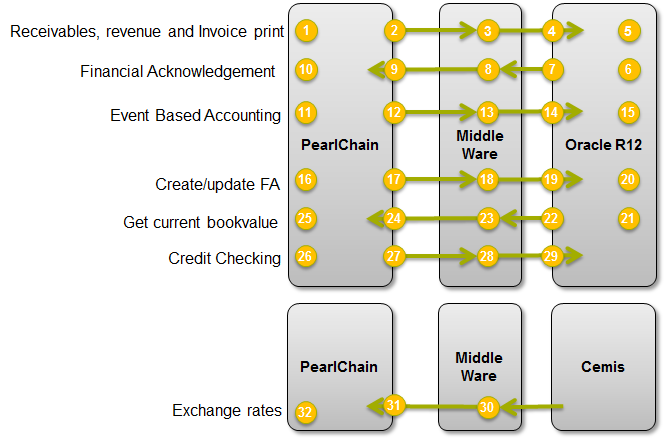 Receivables, revenue and Invoice print 1 2 3 4 5
Financial Acknowledgement 10 9 8 7 6
Event Based Accounting 11 12 13 14 15
PearlChain
Middle
Ware
Oracle R12
Create/update FA 16 17 18 19 20
Get current bookvalue 25 24 23 22 21
Credit Checking 26 27 28 29
PearlChain
Middle
Ware
Cemis
Exchange rates 32 31 30